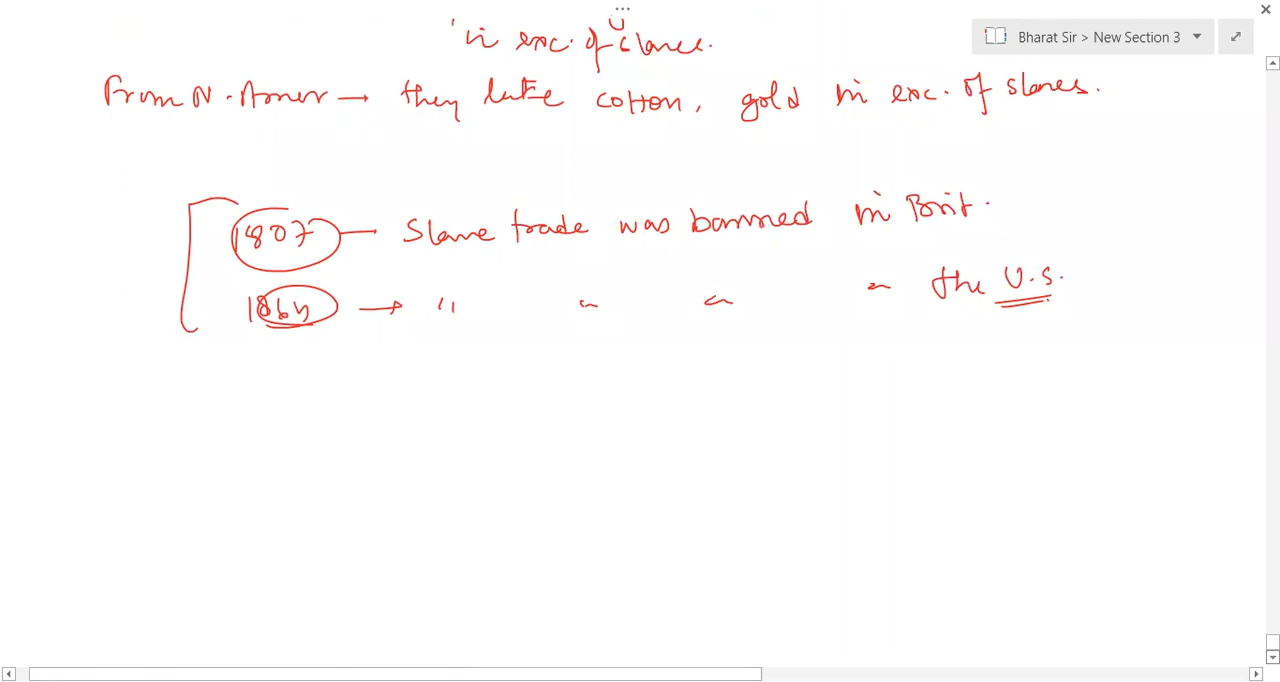 in exc. of slaves.
Bharat Sir > New Section 3
From N. Amer → they take cotton, gold in exc. of slaves.
1807 — Slave trade was banned in Brit.
→ " " " " the U.S.